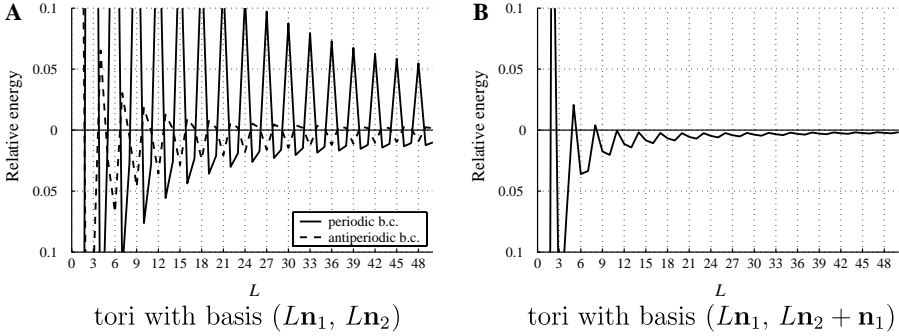 A
B
Relative energy
0.1
0.05
0
0.05
0.1
0 3 6 9 12 15 18 21 24 27 30 33 36 39 42 45 48
L
periodic b.c.
antiperiodic b.c.
tori with basis (Ln₁, Ln₂)
Relative energy
0.1
0.05
0
0.05
0.1
0 3 6 9 12 15 18 21 24 27 30 33 36 39 42 45 48
L
tori with basis (Ln₁, Ln₂ + n₁)